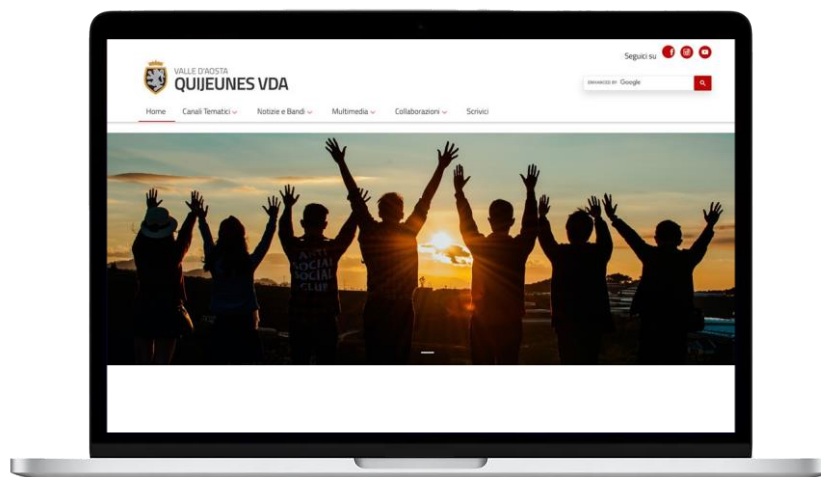 Seguici su
VALLE D'AOSTA
QUIJEUNES VDA
ENHANCED BY Google
Home Canali Tematici Notizie e Bandi Multimedia Collaborazioni Scrivici
ANTI
SOCIAL
SOCIAL
CLUB